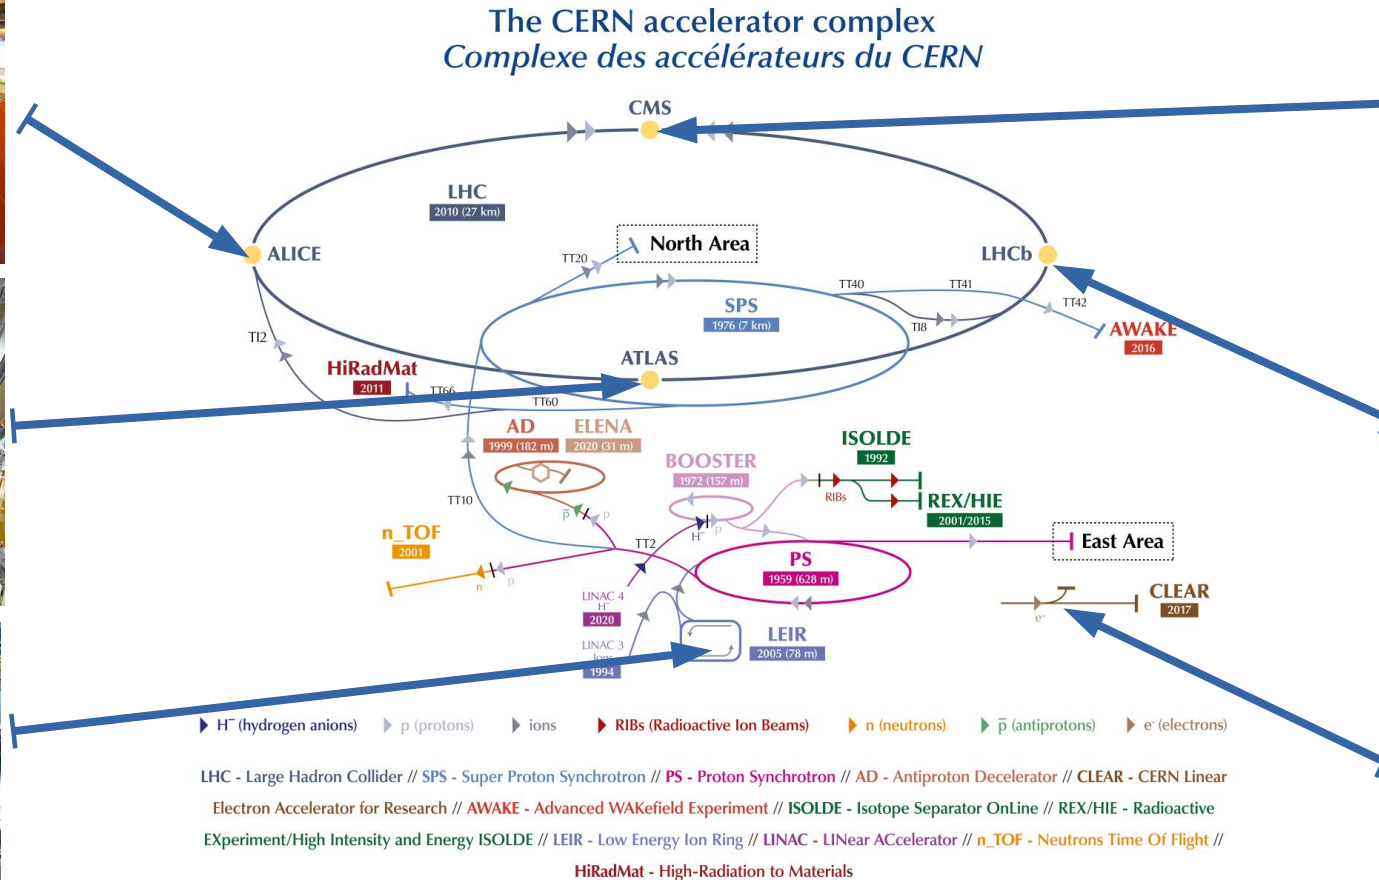 The CERN accelerator complex
Complexe des accélérateurs du CERN
CMS
LHC
2010 (27 km)
North Area
TT20
ALICE
LHCb
TT40
TT41
TT42
SPS
1976 (7 km)
TI8
AWAKE
2016
TI2
ATLAS
HiRadMat
2011
TT66
TT60
AD
1999 (182 m)
ELENA
2020 (31 m)
ISOLDE
1992
BOOSTER
1972 (157 m)
RIBs
REX/HIE
2001/2015
TT10
p̅
p
H⁻
p
n_TOF
2001
TT2
East Area
PS
1959 (628 m)
n
p
LINAC 4
H⁻
2020
CLEAR
2017
e⁻
LINAC 3
Ions
1994
LEIR
2005 (78 m)
H⁻ (hydrogen anions)
p (protons)
ions
RIBs (Radioactive Ion Beams)
n (neutrons)
p̅ (antiprotons)
e⁻ (electrons)
LHC - Large Hadron Collider // SPS - Super Proton Synchrotron // PS - Proton Synchrotron // AD - Antiproton Decelerator // CLEAR - CERN Linear
Electron Accelerator for Research // AWAKE - Advanced WAKefield Experiment // ISOLDE - Isotope Separator OnLine // REX/HIE - Radioactive
EXperiment/High Intensity and Energy ISOLDE // LEIR - Low Energy Ion Ring // LINAC - LINear ACcelerator // n_TOF - Neutrons Time Of Flight //
HiRadMat - High-Radiation to Materials